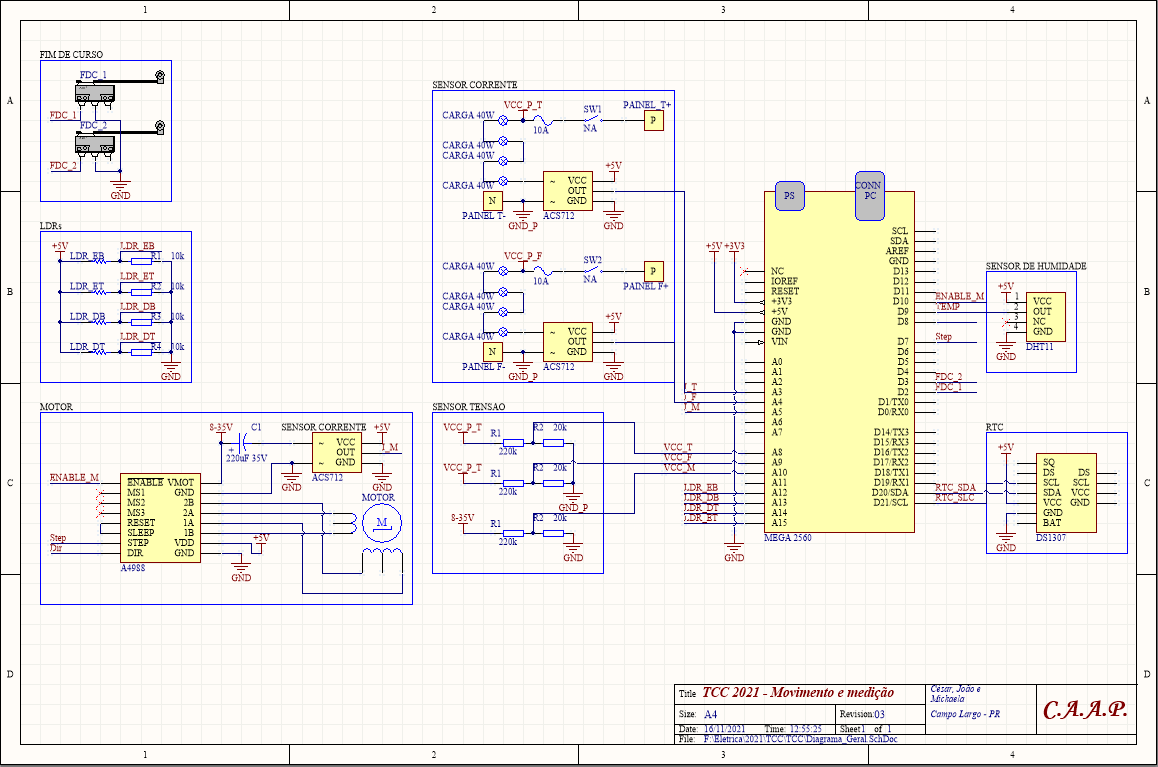 1 2 3 4
A A
B B
C C
D D
FIM DE CURSO
FDC_1
FDC_1
FDC_2
FDC_2
GND
LDRs
+5V
LDR_EB LDR_EB R1 10k
LDR_ET LDR_ET R2 10k
LDR_DB LDR_DB R3 10k
LDR_DT LDR_DT R4 10k
GND
MOTOR
8-35V C1
+ 220uF 35V
SENSOR CORRENTE +5V
~ VCC
OUT
~ GND
I_M
ACS712
GND
GND
ENABLE_M
ENABLE VMOT
MS1 GND
MS2 2B
MS3 2A
RESET 1A
SLEEP 1B
STEP VDD
DIR GND
Step
Dir
A4988
+5V
GND
MOTOR
M
SENSOR CORRENTE
CARGA 40W
CARGA 40W
CARGA 40W
CARGA 40W
VCC_P_T
10A
SW1
NA
PAINEL T+
P
N
PAINEL T-
GND_P
~ VCC
OUT
~ GND
ACS712
+5V
GND
CARGA 40W
CARGA 40W
CARGA 40W
CARGA 40W
VCC_P_F
10A
SW2
NA
P
PAINEL F+
N
PAINEL F-
GND_P
~ VCC
OUT
~ GND
ACS712
+5V
GND
SENSOR TENSAO
VCC_P_T R1 220k R2 20k
VCC_P_T R1 220k R2 20k
GND_P
8-35V R1 220k R2 20k
GND
I_T
I_F
I_M
VCC_T
VCC_F
VCC_M
LDR_EB
LDR_DB
LDR_DT
LDR_ET
+5V +3V3
GND
PS
CONN
PC
NC
IOREF
RESET
+3V3
+5V
GND
GND
VIN
A0
A1
A2
A3
A4
A5
A6
A7
A8
A9
A10
A11
A12
A13
A14
A15
SCL
SDA
AREF
GND
D13
D12
D11
D10
D9
D8
D7
D6
D5
D4
D3
D2
D1/TX0
D0/RX0
D14/TX3
D15/RX3
D16/TX2
D17/RX2
D18/TX1
D19/RX1
D20/SDA
D21/SCL
MEGA 2560
ENABLE_M
TEMP
Step
FDC_2
FDC_1
RTC_SDA
RTC_SLC
SENSOR DE HUMIDADE
+5V
1 VCC
2 OUT
3 NC
4 GND
GND
DHT11
RTC
+5V
SQ
DS DS
SCL SCL
SDA VCC
VCC GND
GND
BAT
GND
DS1307
Title TCC 2021 - Movimento e medição
César, João e
Michaela
Size: A4 Revision:03
Campo Largo - PR
C.A.A.P.
Date: 16/11/2021 Time: 12:55:25 Sheet1 of 1
File: F:\Eletrica\2021\TCC\TCC\Diagrama_Geral.SchDoc
1 2 3 4